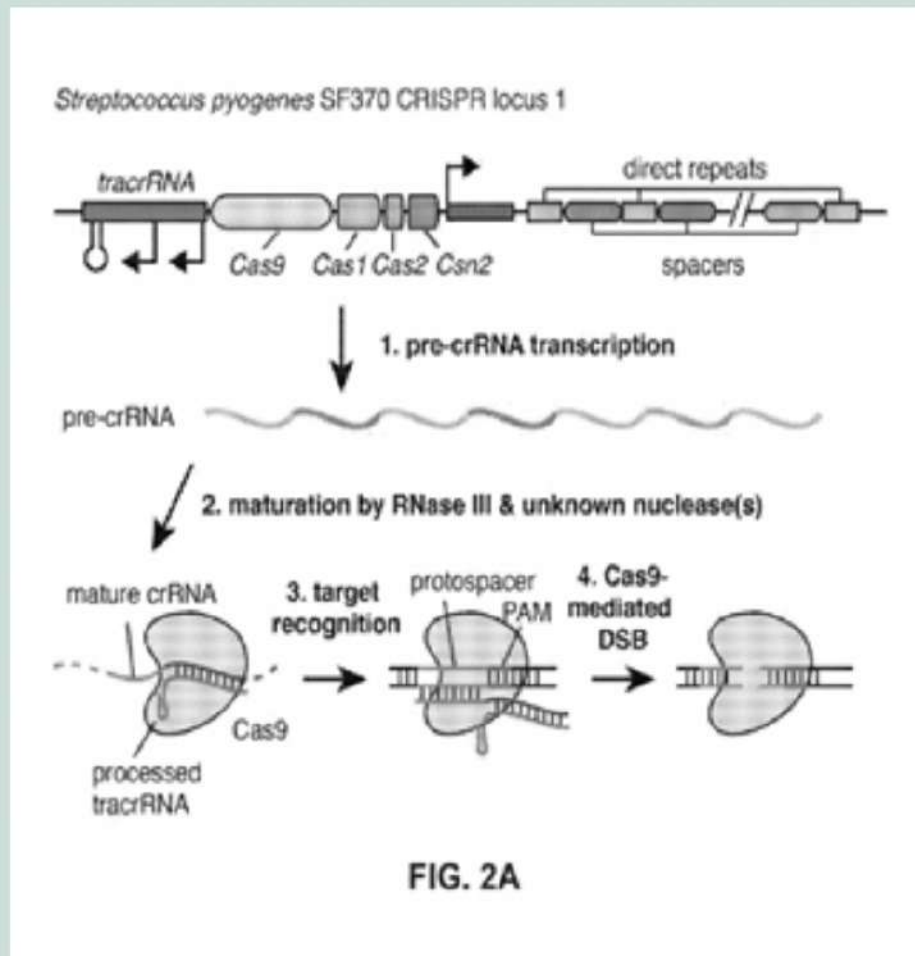 Streptococcus pyogenes SF370 CRISPR locus 1
tracrRNA
direct repeats
Cas9 Cas1 Cas2 Csn2
spacers
1. pre-crRNA transcription
pre-crRNA
2. maturation by RNase III & unknown nuclease(s)
mature crRNA
3. target
recognition
protospacer
PAM
4. Cas9-
mediated
DSB
Cas9
processed
tracrRNA
FIG. 2A